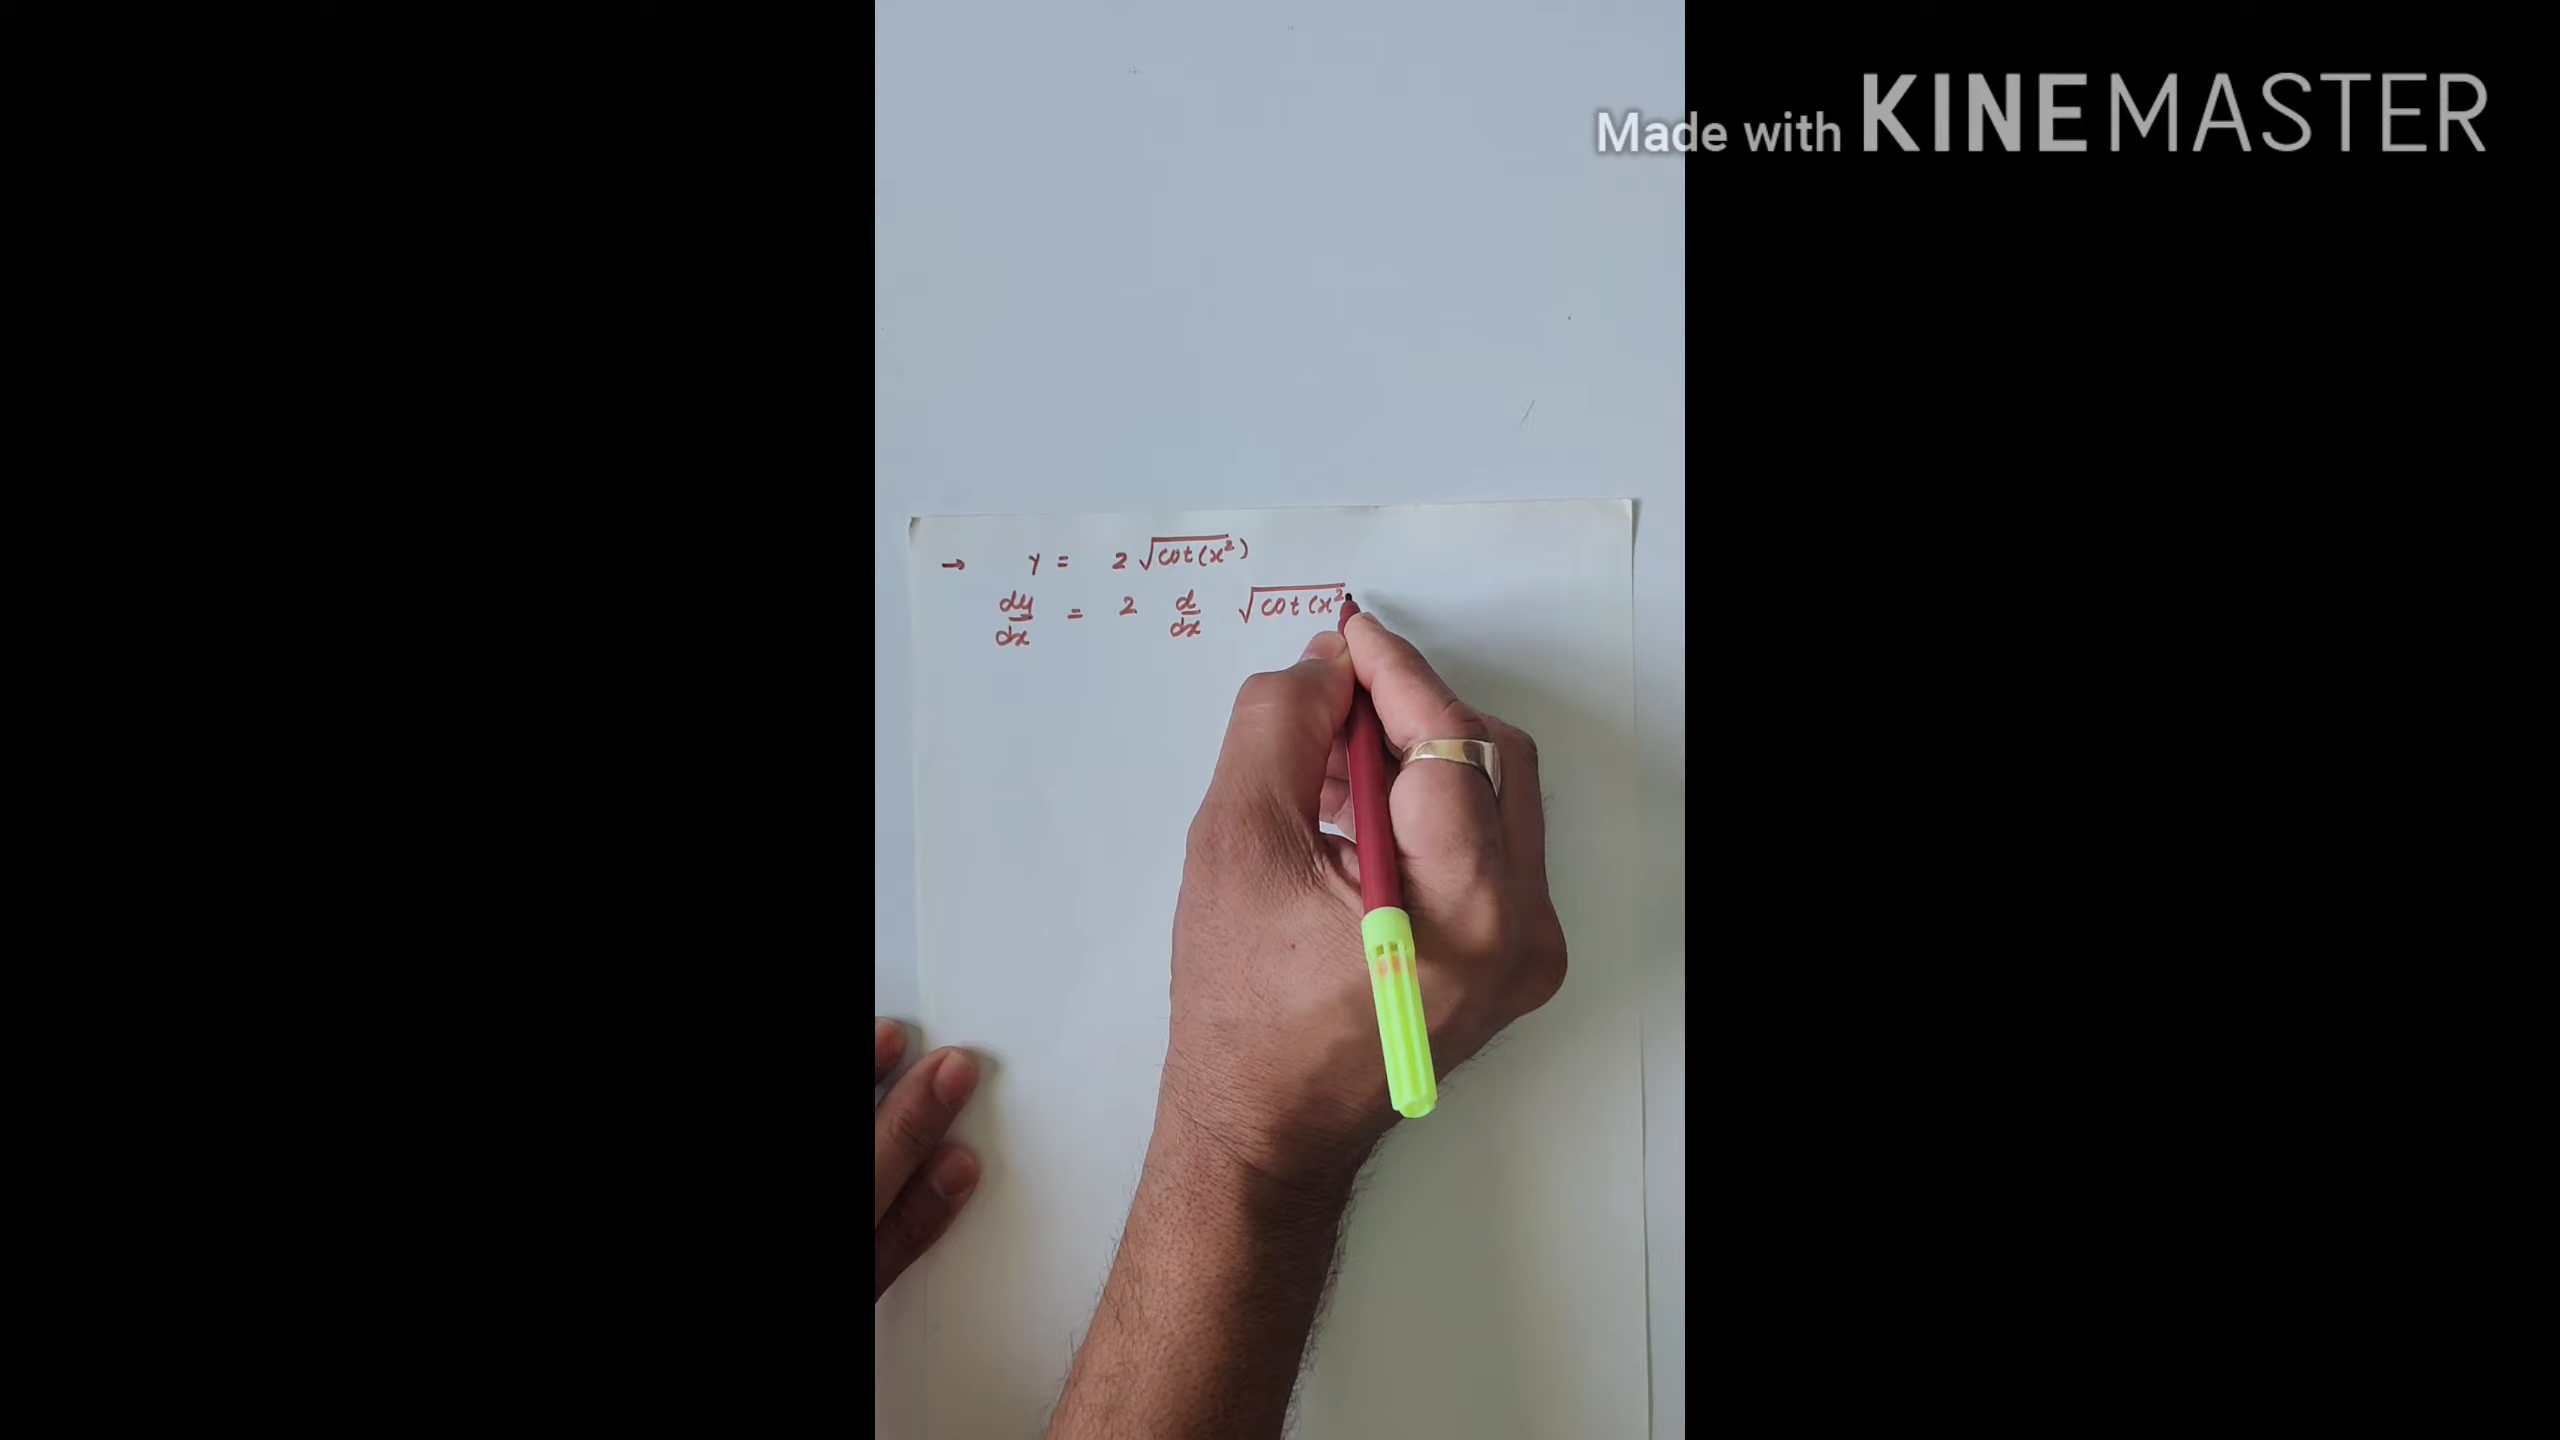 Made with KINEMASTER
→ y = 2 √cot(x²)
dy/dx = 2 d/dx √cot(x²